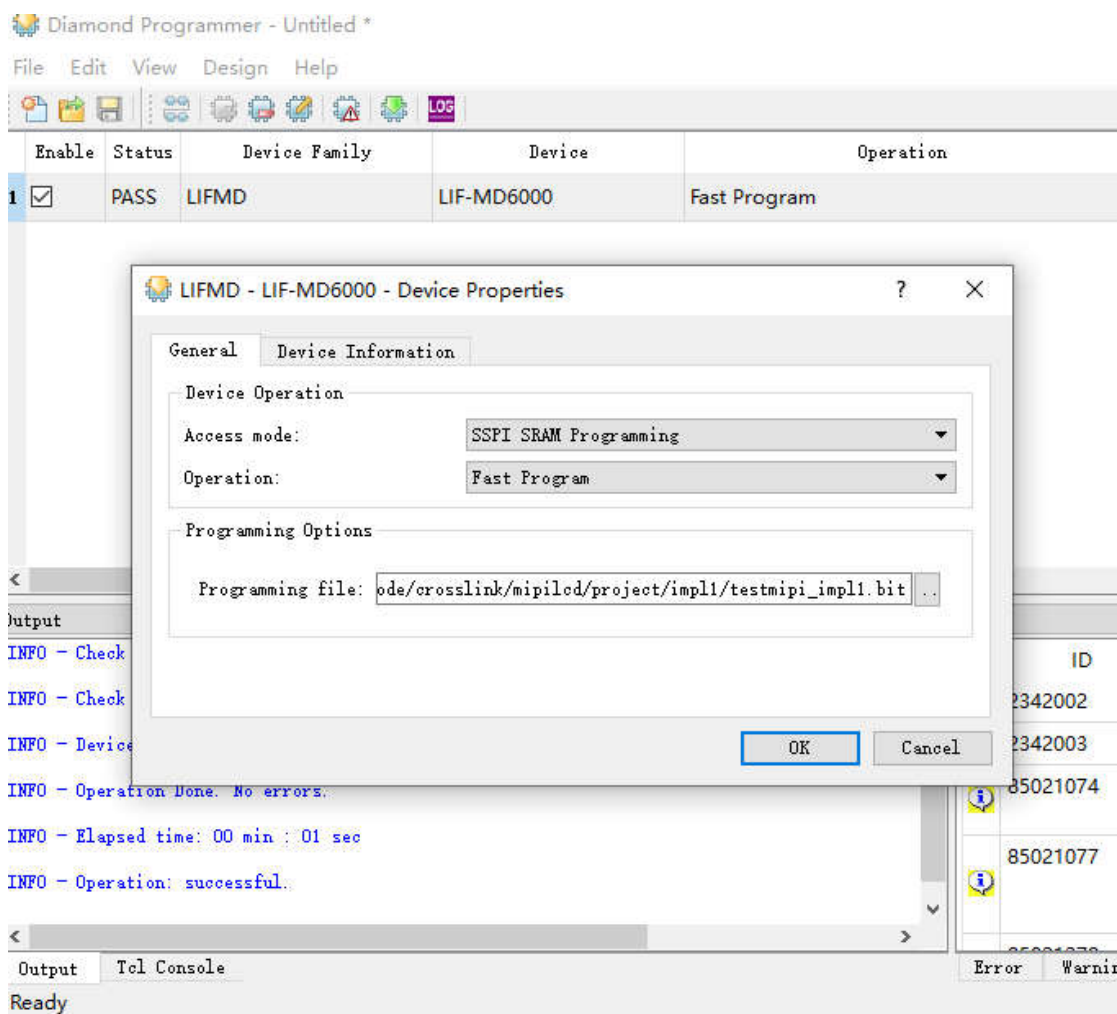 Diamond Programmer - Untitled *
File Edit View Design Help
LOG
Enable Status Device Family Device Operation
1 PASS LIFMD LIF-MD6000 Fast Program
LIFMD - LIF-MD6000 - Device Properties ? ×
General Device Information
Device Operation
Access mode: SSPI SRAM Programming
Operation: Fast Program
Programming Options
Programming file: ode/crosslink/mipilcd/project/impl1/testmipi_impl1.bit ..
OK Cancel
Output
INFO - Check
INFO - Check
INFO - Device
INFO - Operation Done. No errors.
INFO - Elapsed time: 00 min : 01 sec
INFO - Operation: successful.
ID
2342002
2342003
85021074
85021077
Output Tcl Console
Error Warnin
Ready